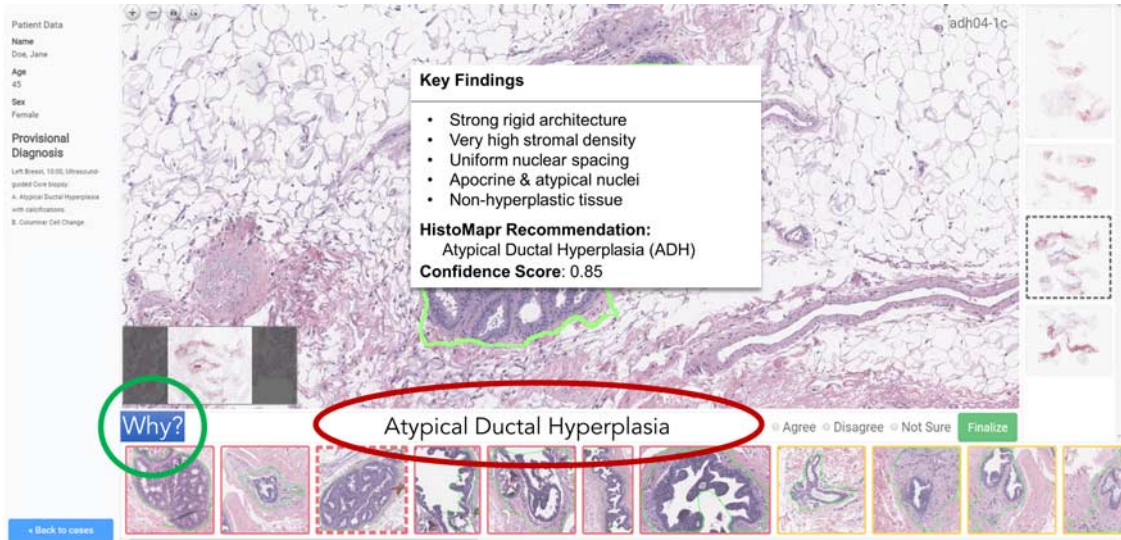 Patient Data
Name
Doe, Jane
Age
45
Sex
Female
Provisional
Diagnosis
Left Breast, 10:00, Ultrasound-
guided Core biopsy:
A. Atypical Ductal Hyperplasia
with calcifications.
B. Columnar Cell Change.
« Back to cases
adh04-1c
Key Findings
• Strong rigid architecture
• Very high stromal density
• Uniform nuclear spacing
• Apocrine & atypical nuclei
• Non-hyperplastic tissue
HistoMapr Recommendation:
Atypical Ductal Hyperplasia (ADH)
Confidence Score: 0.85
Why?
Atypical Ductal Hyperplasia
Agree Disagree Not Sure Finalize